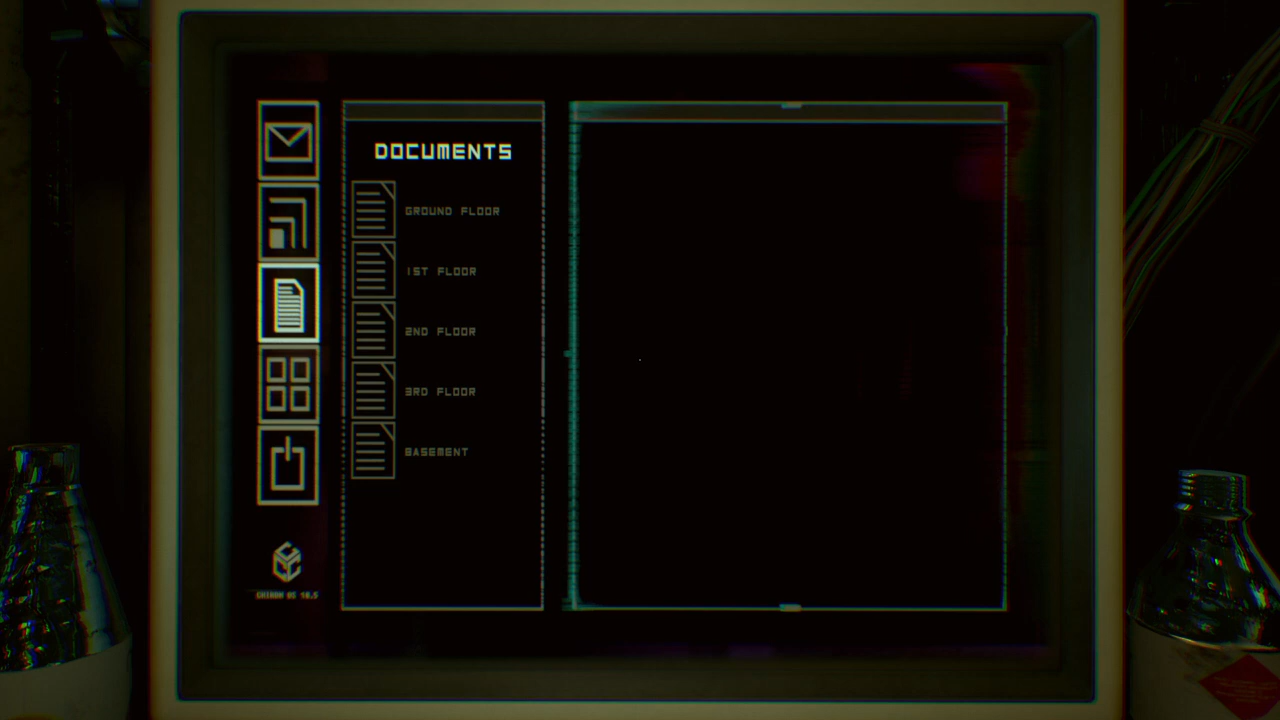 DOCUMENTS
GROUND FLOOR
1ST FLOOR
2ND FLOOR
3RD FLOOR
BASEMENT